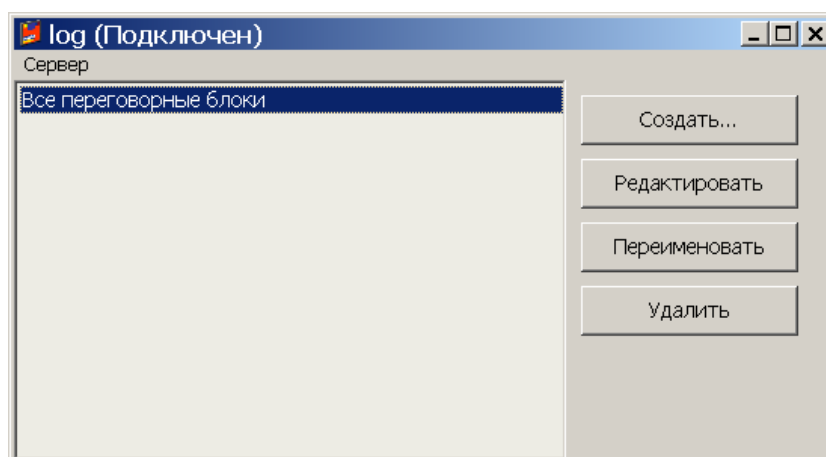 log (Подключен)
Сервер
Все переговорные блоки
Создать...
Редактировать
Переименовать
Удалить